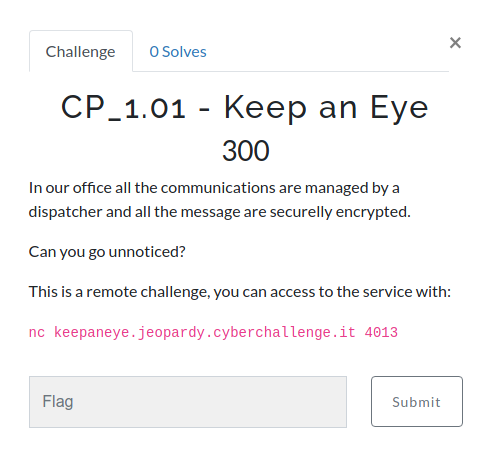 Challenge
0 Solves
×
CP_1.01 - Keep an Eye
300
In our office all the communications are managed by a
dispatcher and all the message are securelly encrypted.
Can you go unnoticed?
This is a remote challenge, you can access to the service with:
nc keepaneye.jeopardy.cyberchallenge.it 4013
Flag
Submit